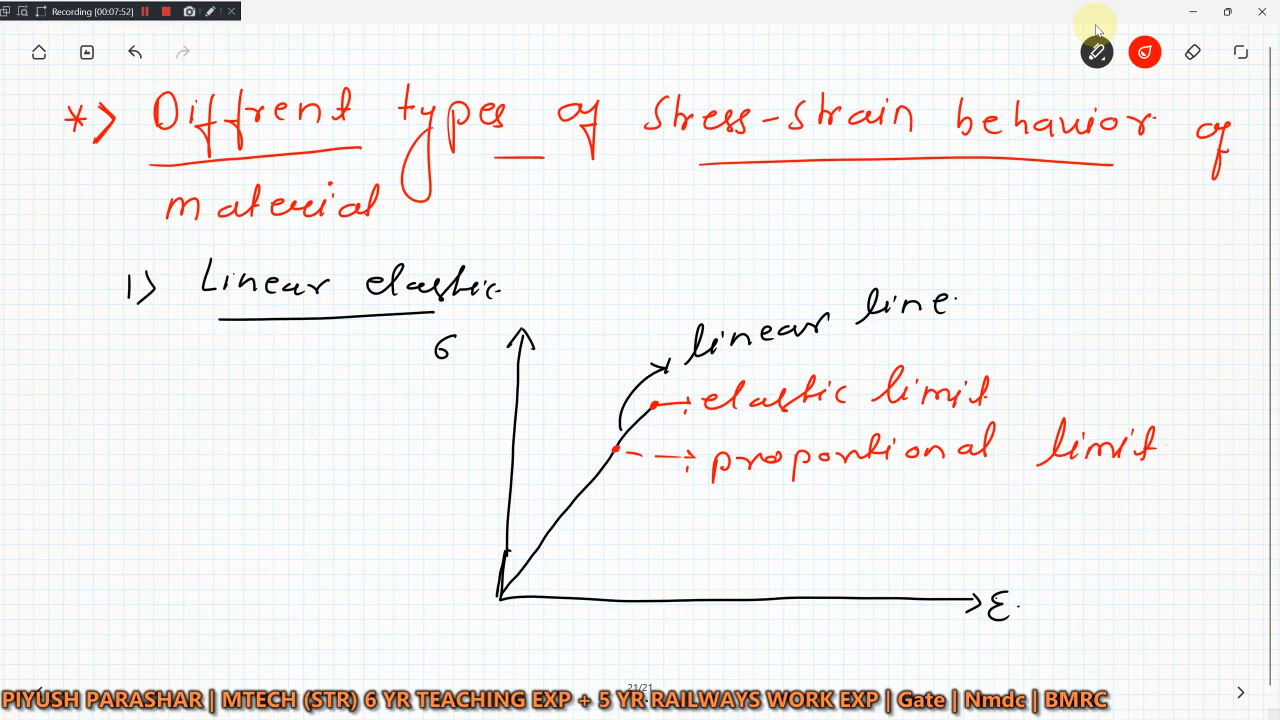 Recording [00:07:52]
*> Diffrent types of stress-strain behavior of
material
1) Linear elastic
σ
linear line
elastic limit
proportional limit
ε
21/21
PIYUSH PARASHAR | MTECH (STR) 6 YR TEACHING EXP + 5 YR RAILWAYS WORK EXP | Gate | Nmdc | BMRC